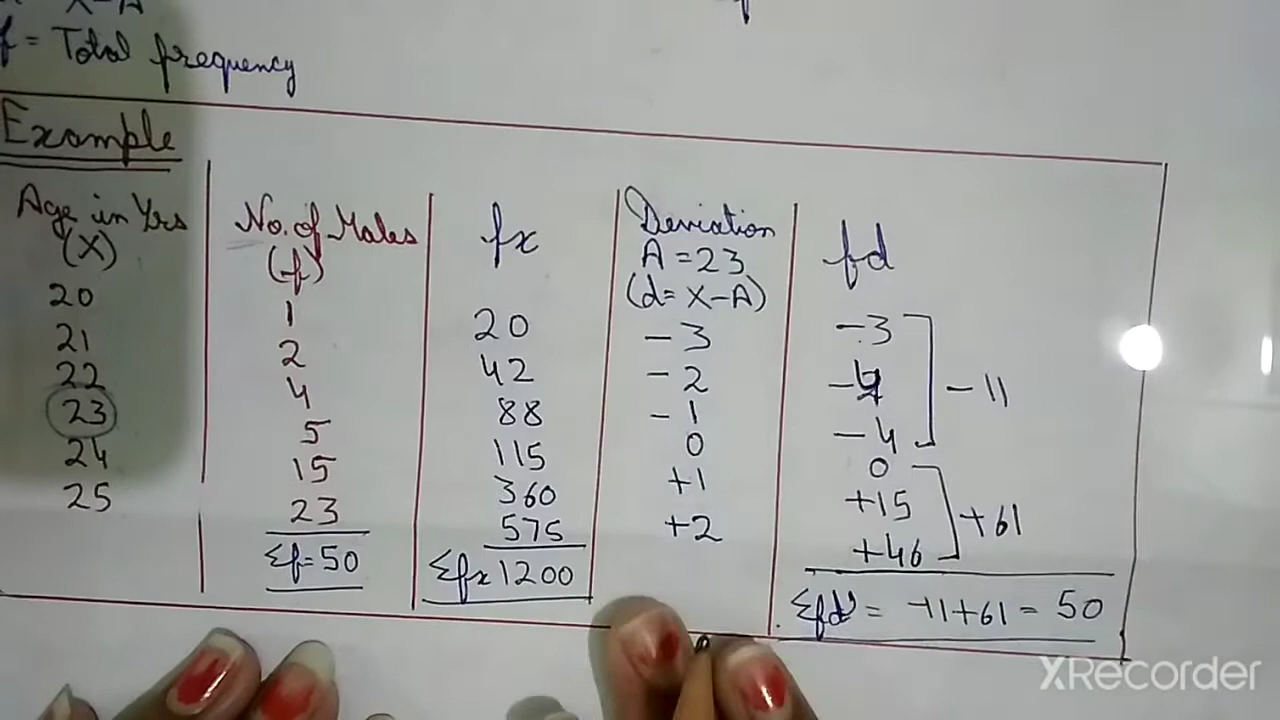 X-A
f = Total frequency
Example
Age in Yrs (X) | No. of Males (f) | fx | Deviation A = 23 (d = X-A) | fd
20 | 1 | 20 | -3 | -3
21 | 2 | 42 | -2 | -4
22 | 4 | 88 | -1 | -4
23 | 5 | 115 | 0 | 0
24 | 15 | 360 | +1 | +15
25 | 23 | 575 | +2 | +46
-11
+61
Σf=50 | Σfx 1200 | Σfd = -11+61 = 50
XRecorder